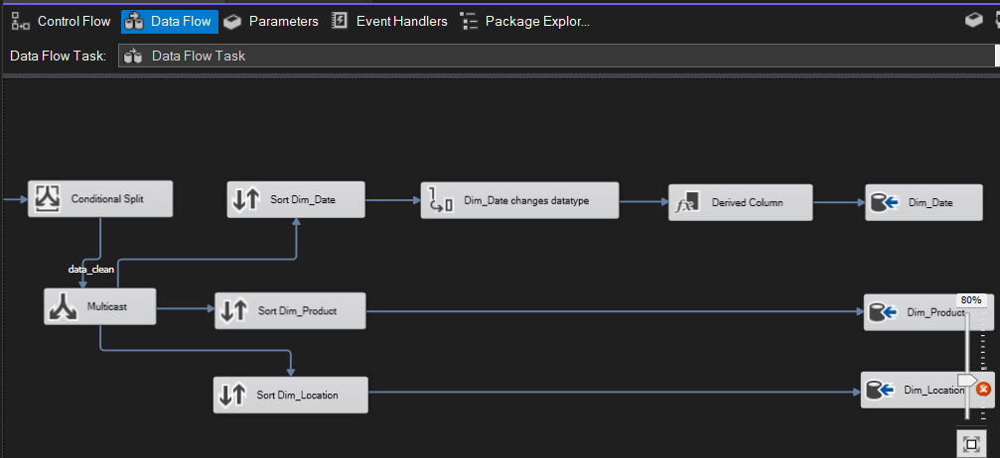 Control Flow Data Flow Parameters Event Handlers Package Explor...
Data Flow Task: Data Flow Task
Conditional Split
Sort Dim_Date
Dim_Date changes datatype
Derived Column
Dim_Date
data_clean
Multicast
Sort Dim_Product
Dim_Product
80%
Sort Dim_Location
Dim_Location